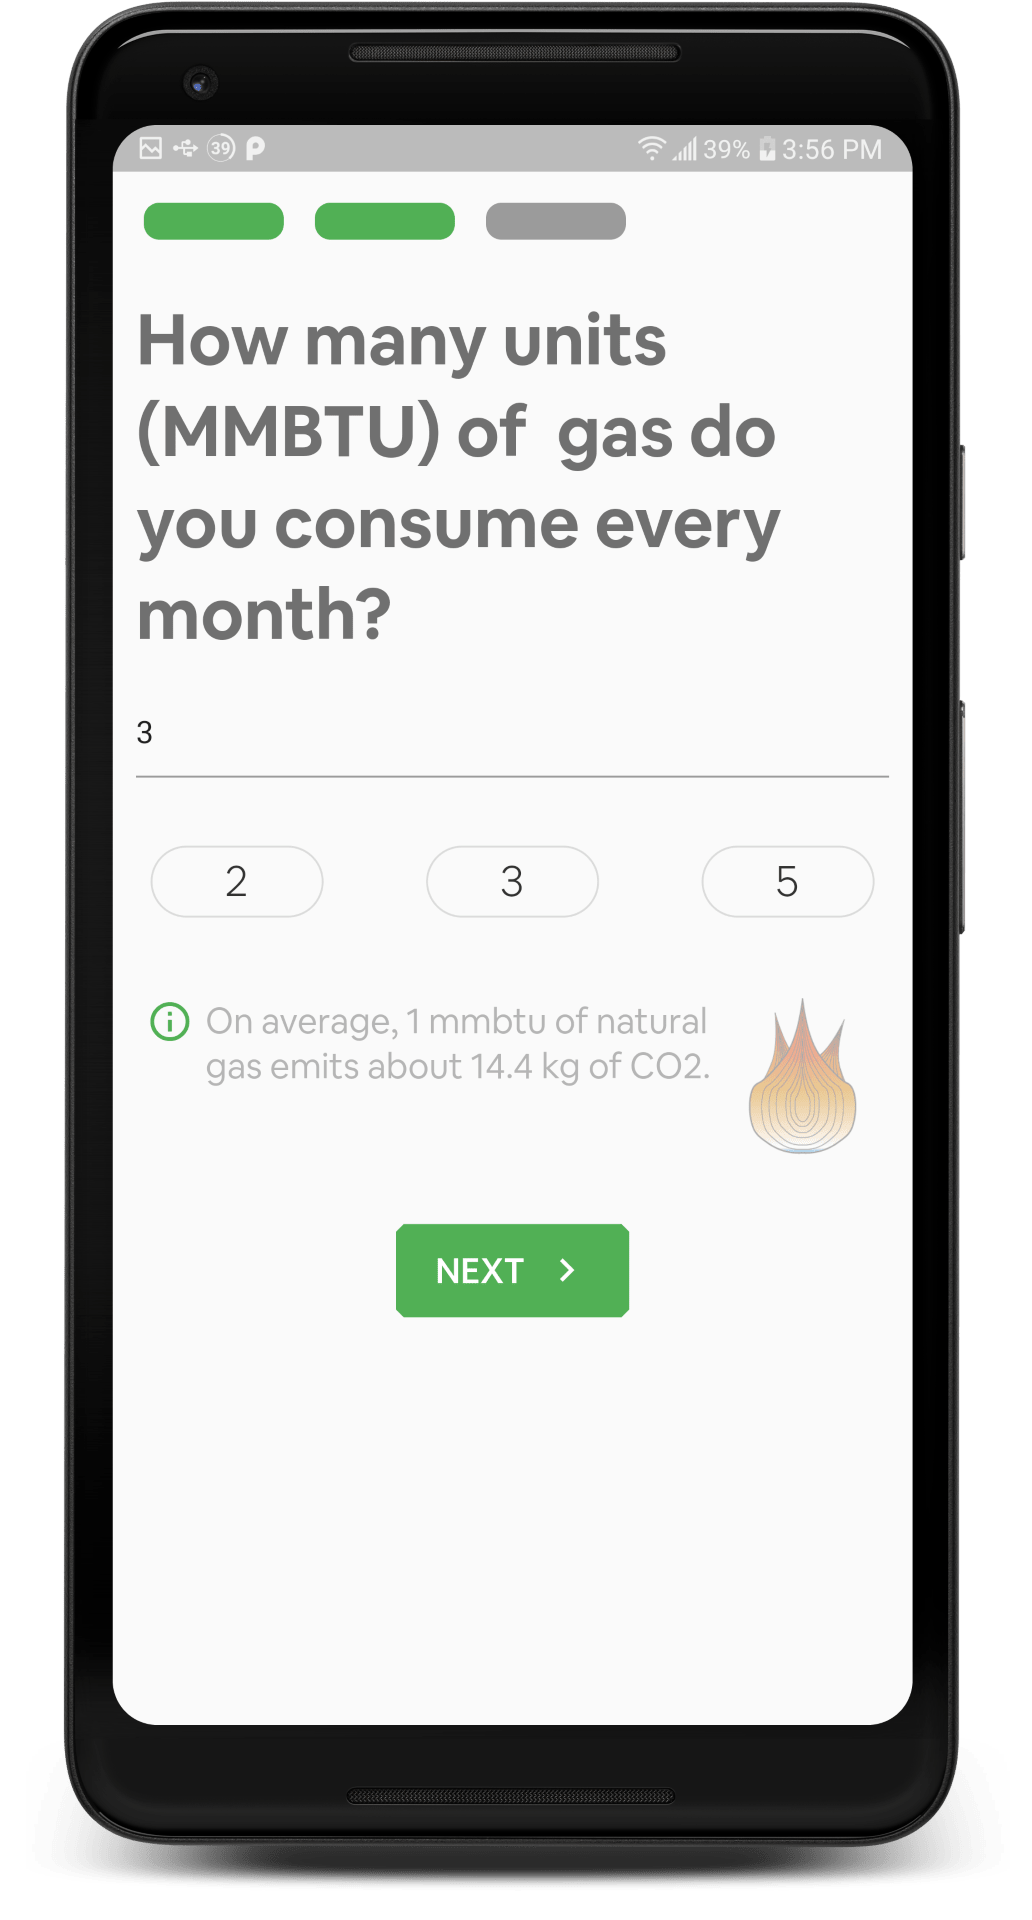 39 39% 3:56 PM
How many units
(MMBTU) of gas do
you consume every
month?
3
2 3 5
On average, 1 mmbtu of natural
gas emits about 14.4 kg of CO2.
NEXT